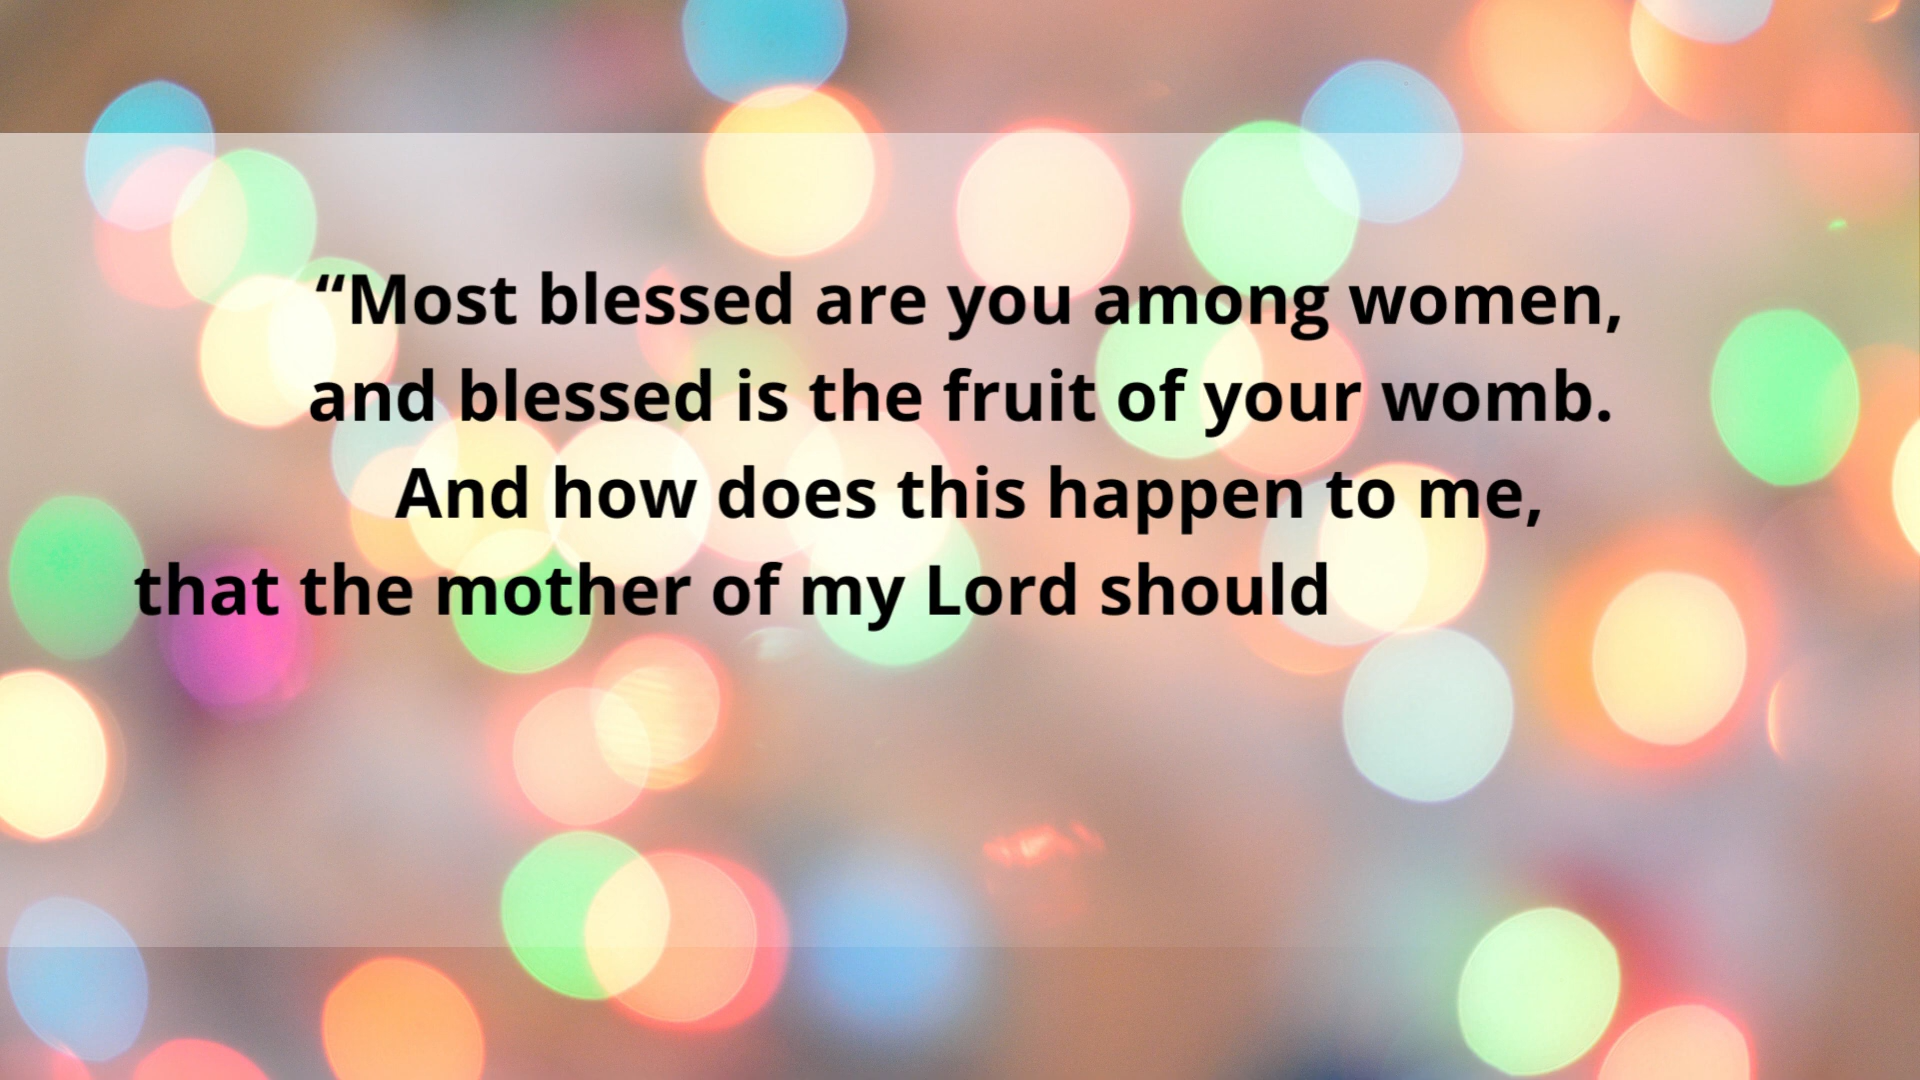 “Most blessed are you among women,
and blessed is the fruit of your womb.
And how does this happen to me,
that the mother of my Lord should